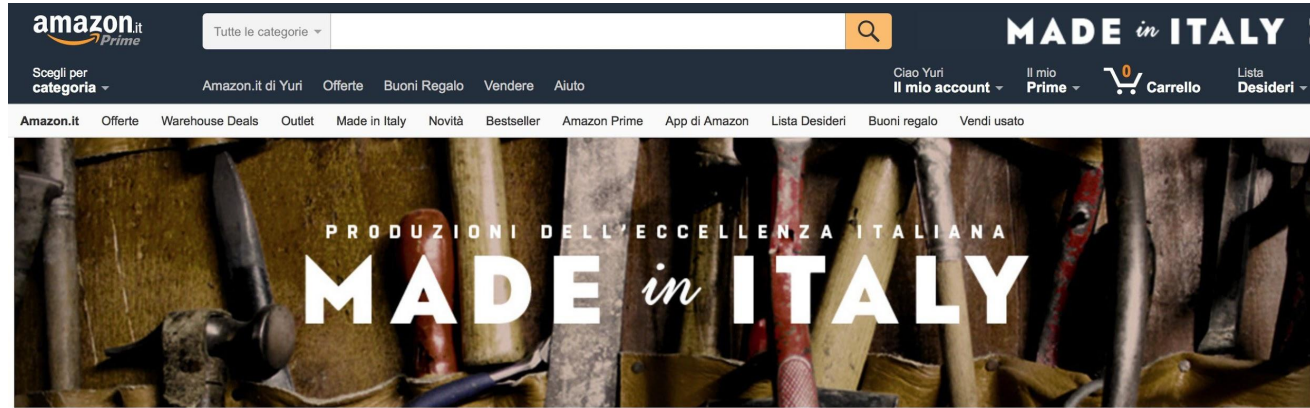 amazon.it
Prime
Tutte le categorie
MADE in ITALY
Scegli per
categoria
Amazon.it di Yuri Offerte Buoni Regalo Vendere Aiuto
Ciao Yuri
Il mio account
Il mio
Prime
0
Carrello
Lista
Desideri
Amazon.it Offerte Warehouse Deals Outlet Made in Italy Novità Bestseller Amazon Prime App di Amazon Lista Desideri Buoni regalo Vendi usato
PRODUZIONI DELL'ECCELLENZA ITALIANA
MADE in ITALY